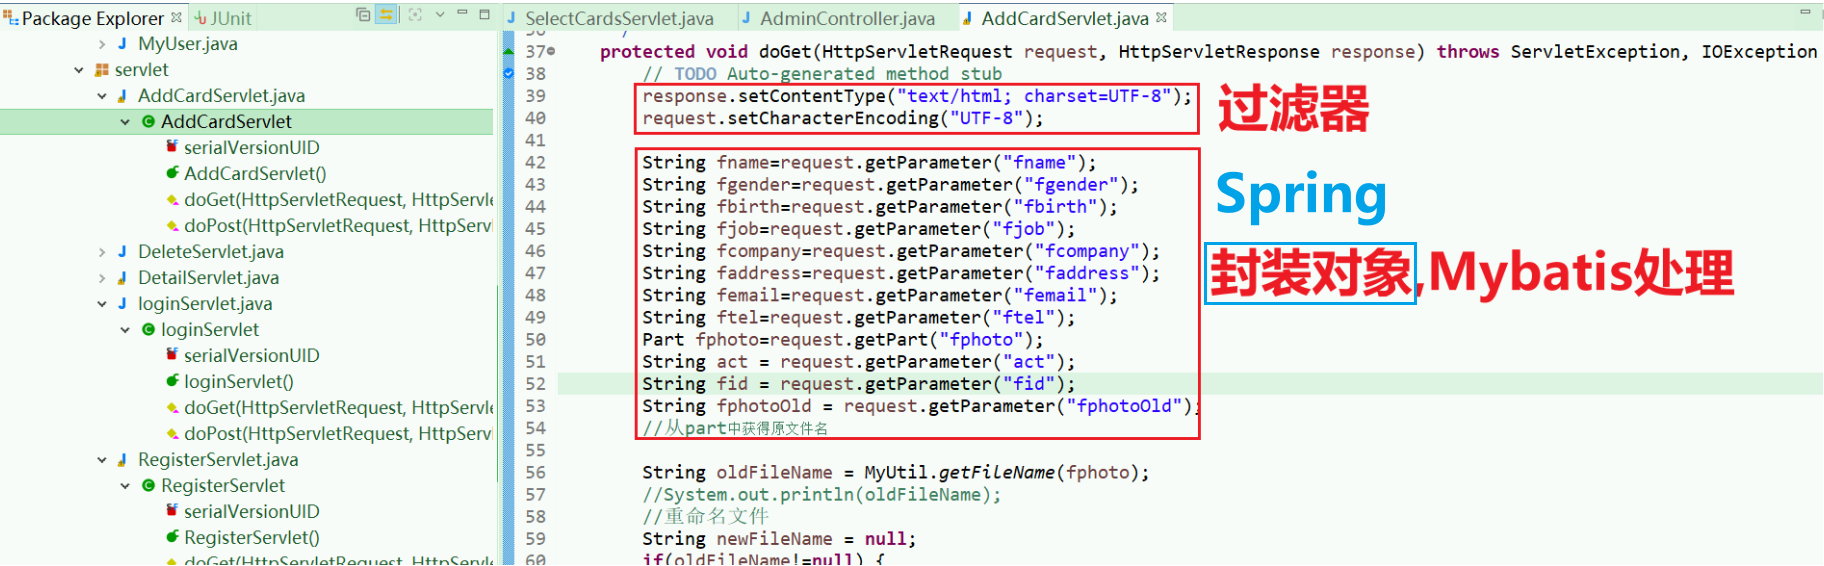 Package Explorer
JUnit
MyUser.java
servlet
AddCardServlet.java
AddCardServlet
serialVersionUID
AddCardServlet()
doGet(HttpServletRequest, HttpServle
doPost(HttpServletRequest, HttpServl
DeleteServlet.java
DetailServlet.java
loginServlet.java
loginServlet
serialVersionUID
loginServlet()
doGet(HttpServletRequest, HttpServle
doPost(HttpServletRequest, HttpServl
RegisterServlet.java
RegisterServlet
serialVersionUID
RegisterServlet()
doGet(HttpServletRequest, HttpServle
SelectCardsServlet.java
AdminController.java
AddCardServlet.java
36 */
37 protected void doGet(HttpServletRequest request, HttpServletResponse response) throws ServletException, IOException
38 // TODO Auto-generated method stub
39 response.setContentType("text/html; charset=UTF-8");
40 request.setCharacterEncoding("UTF-8");
41
42 String fname=request.getParameter("fname");
43 String fgender=request.getParameter("fgender");
44 String fbirth=request.getParameter("fbirth");
45 String fjob=request.getParameter("fjob");
46 String fcompany=request.getParameter("fcompany");
47 String faddress=request.getParameter("faddress");
48 String femail=request.getParameter("femail");
49 String ftel=request.getParameter("ftel");
50 Part fphoto=request.getPart("fphoto");
51 String act = request.getParameter("act");
52 String fid = request.getParameter("fid");
53 String fphotoOld = request.getParameter("fphotoOld");
54 //从part中获得原文件名
55
56 String oldFileName = MyUtil.getFileName(fphoto);
57 //System.out.println(oldFileName);
58 //重命名文件
59 String newFileName = null;
60 if(oldFileName!=null) {
过滤器
Spring
封装对象,Mybatis处理